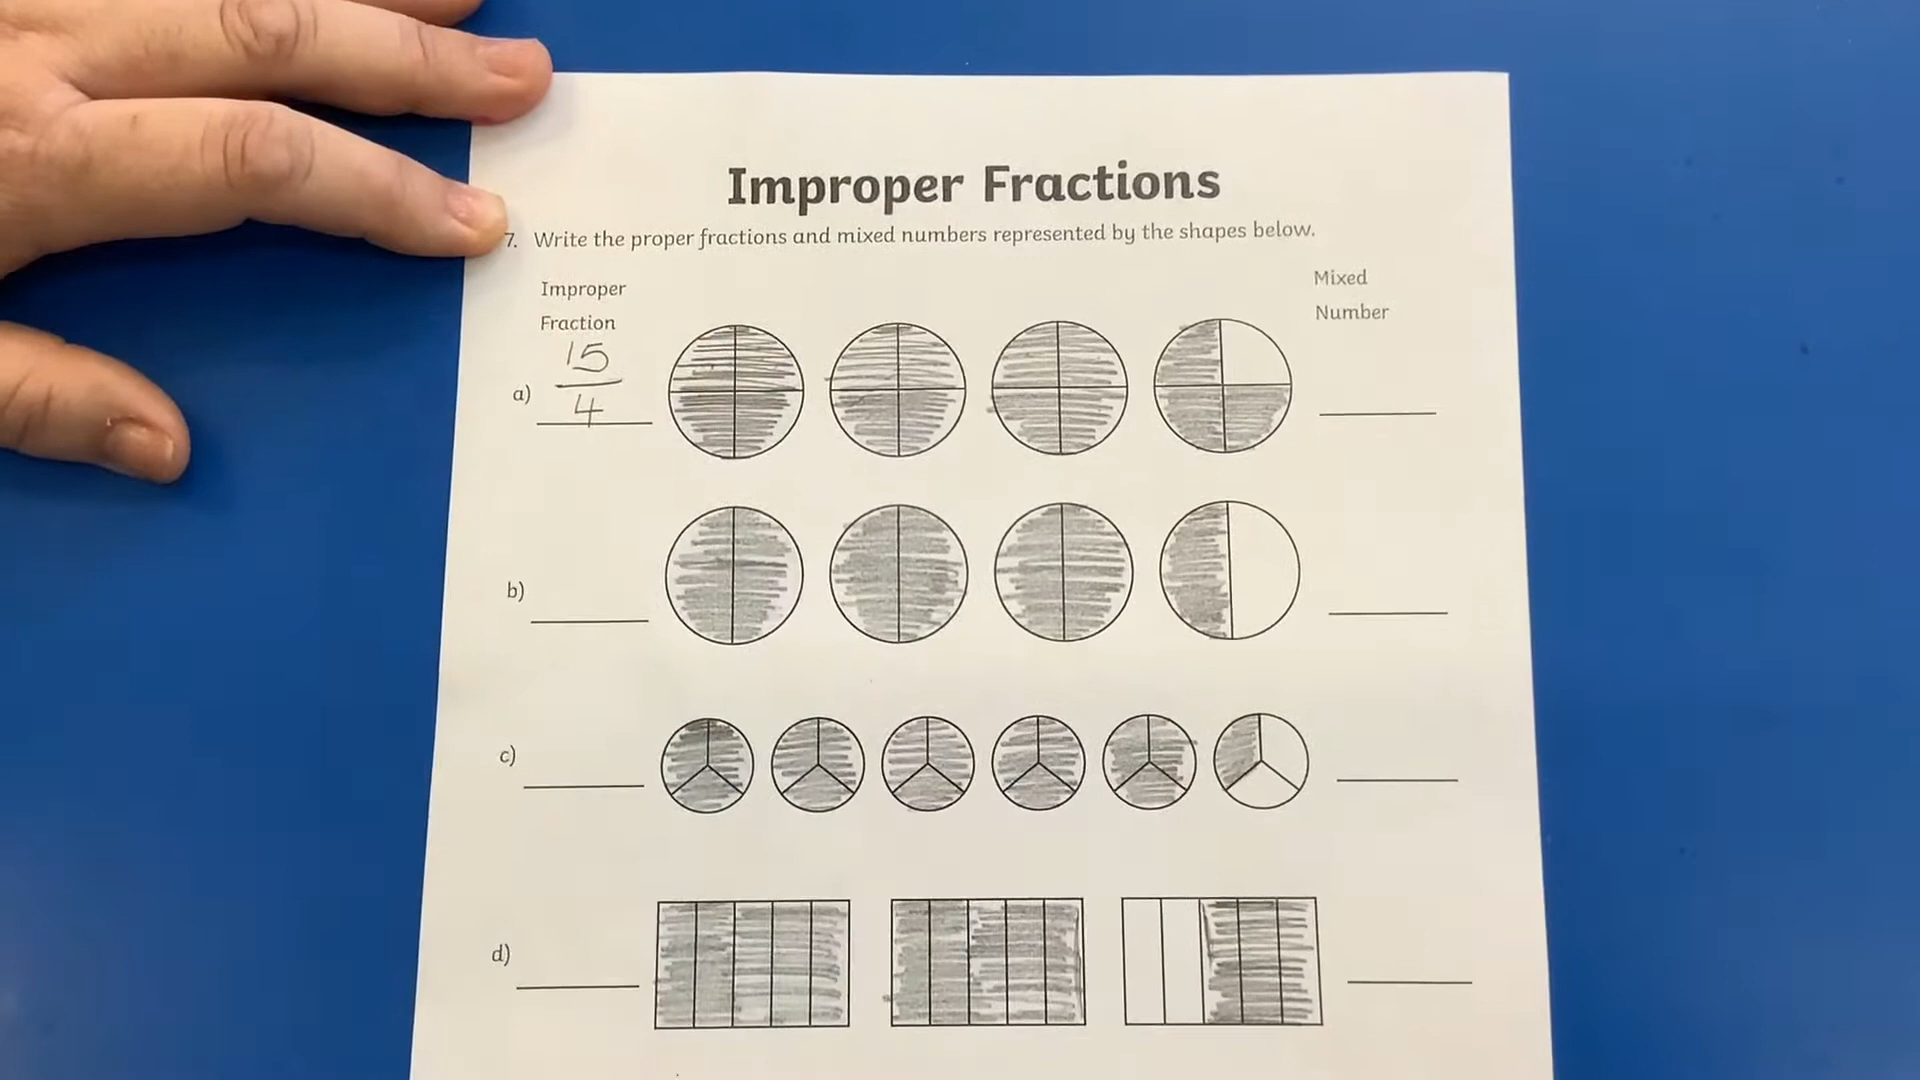 Improper Fractions
7. Write the proper fractions and mixed numbers represented by the shapes below.
Improper
Fraction
Mixed
Number
a) 15
4
b)
c)
d)